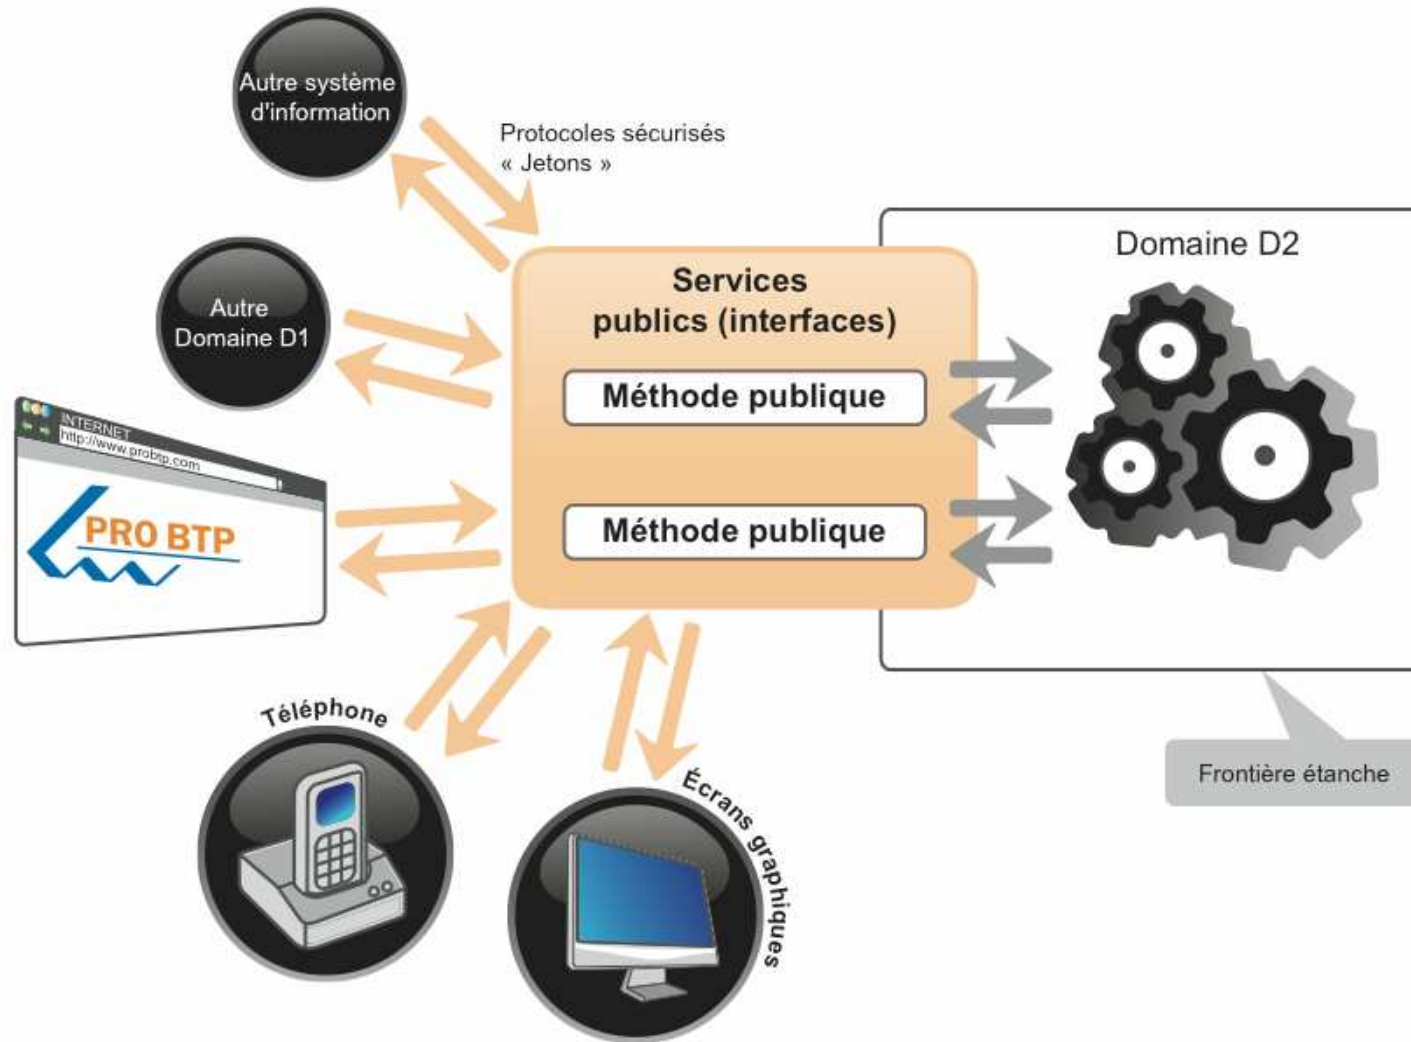 Autre système
d'information
Protocoles sécurisés
« Jetons »
Domaine D2
Services
publics (interfaces)
Autre
Domaine D1
Méthode publique
INTERNET
http://www.probtp.com
PRO BTP
Méthode publique
Téléphone
Écrans graphiques
Frontière étanche